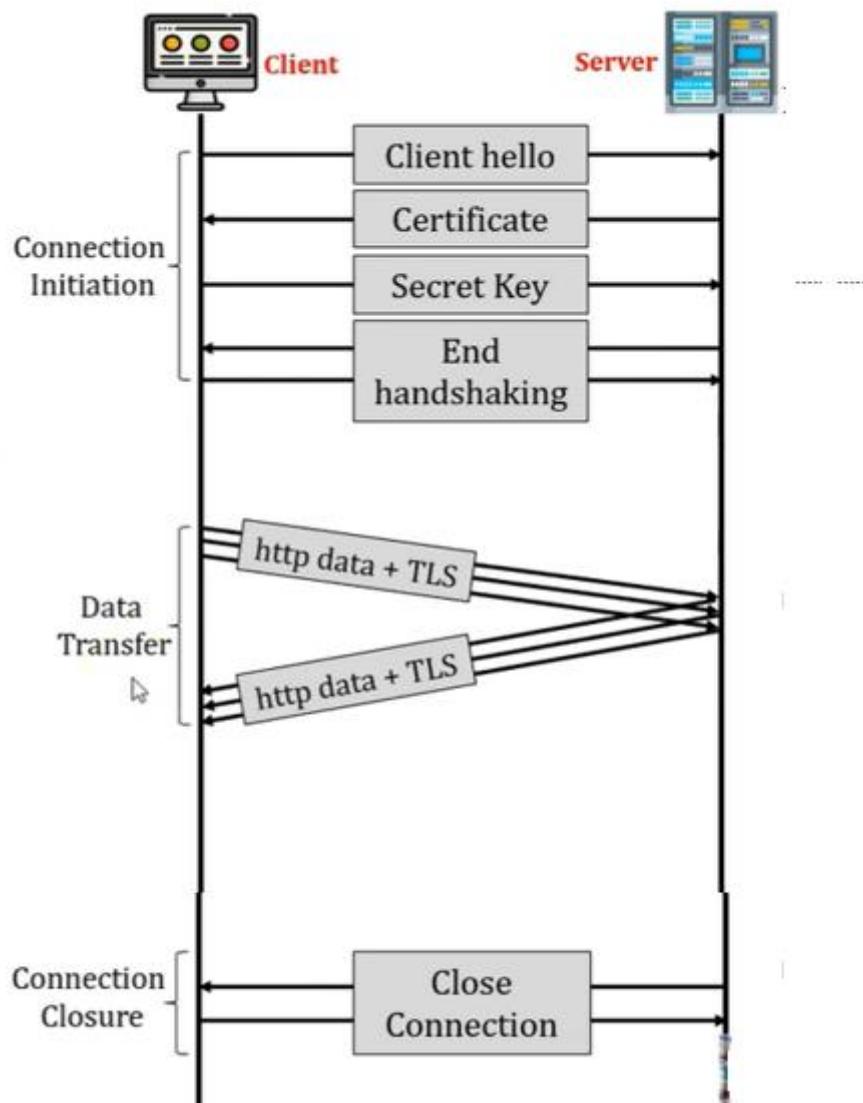 Client
Server
Client hello
Certificate
Connection
Initiation
Secret Key
End
handshaking
http data + TLS
Data
Transfer
http data + TLS
Connection
Closure
Close
Connection